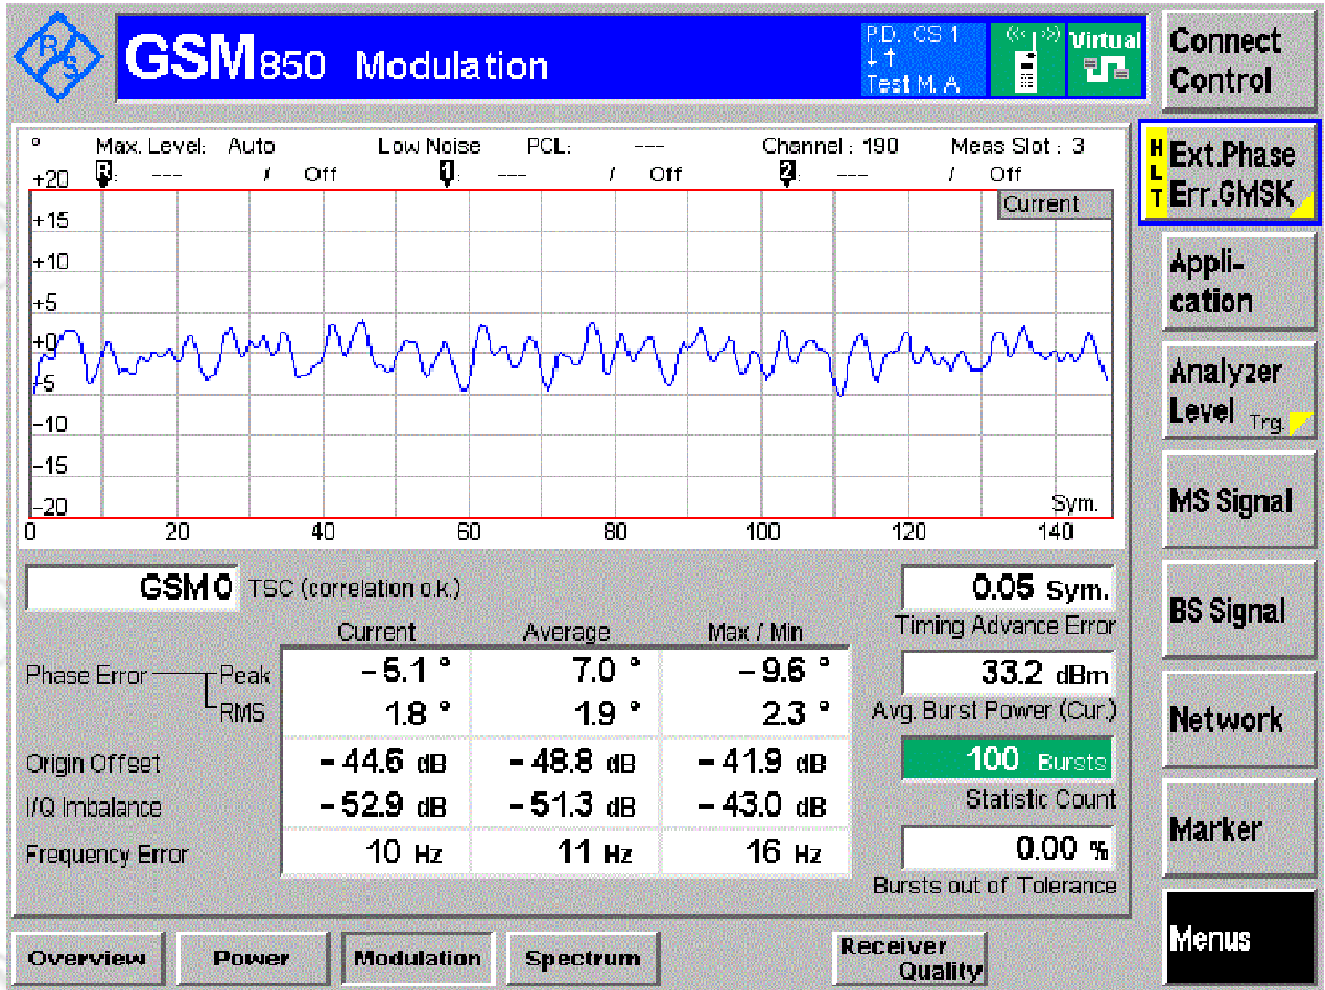 R S
GSM850 Modulation
P.D. CS 1
Test M. A.
Virtual
Connect
Control
° Max. Level: Auto Low Noise PCL: --- Channel : 190 Meas Slot : 3
R : --- / Off 1 : --- / Off 2 : --- / Off
HLT
Ext.Phase
Err.GMSK
Current
+20
+15
+10
+5
+0
-5
-10
-15
-20
Sym.
0 20 40 60 80 100 120 140
Appli-
cation
Analyzer
Level Trg.
MS Signal
BS Signal
Network
Marker
Menus
GSM 0 TSC (correlation o.k.)
0.05 Sym.
Timing Advance Error
Current Average Max / Min
Phase Error Peak – 5.1 ° 7.0 ° – 9.6 °
RMS 1.8 ° 1.9 ° 2.3 °
33.2 dBm
Avg. Burst Power (Cur.)
Origin Offset – 44.6 dB – 48.8 dB – 41.9 dB
100 Bursts
Statistic Count
I/Q Imbalance – 52.9 dB – 51.3 dB – 43.0 dB
Frequency Error 10 Hz 11 Hz 16 Hz
0.00 %
Bursts out of Tolerance
Overview Power Modulation Spectrum
Receiver
Quality